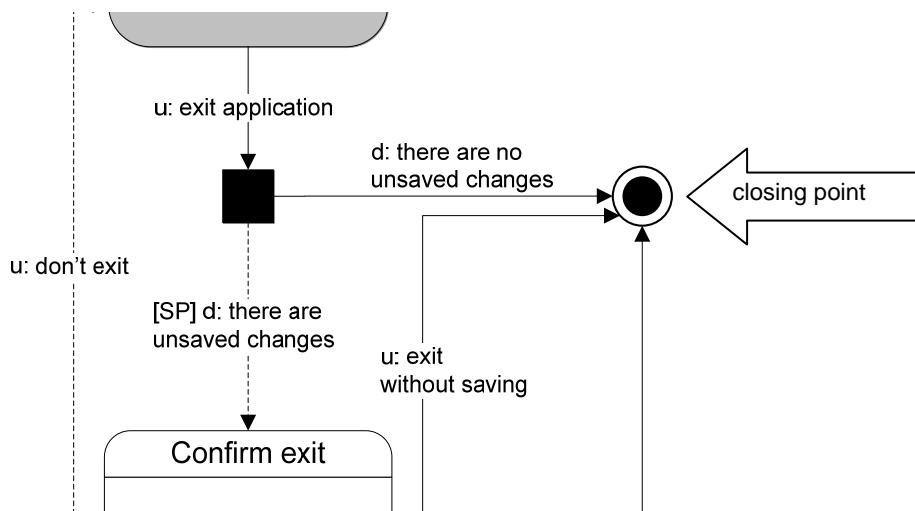 u: exit application
d: there are no
unsaved changes
closing point
u: don't exit
[SP] d: there are
unsaved changes
u: exit
without saving
Confirm exit